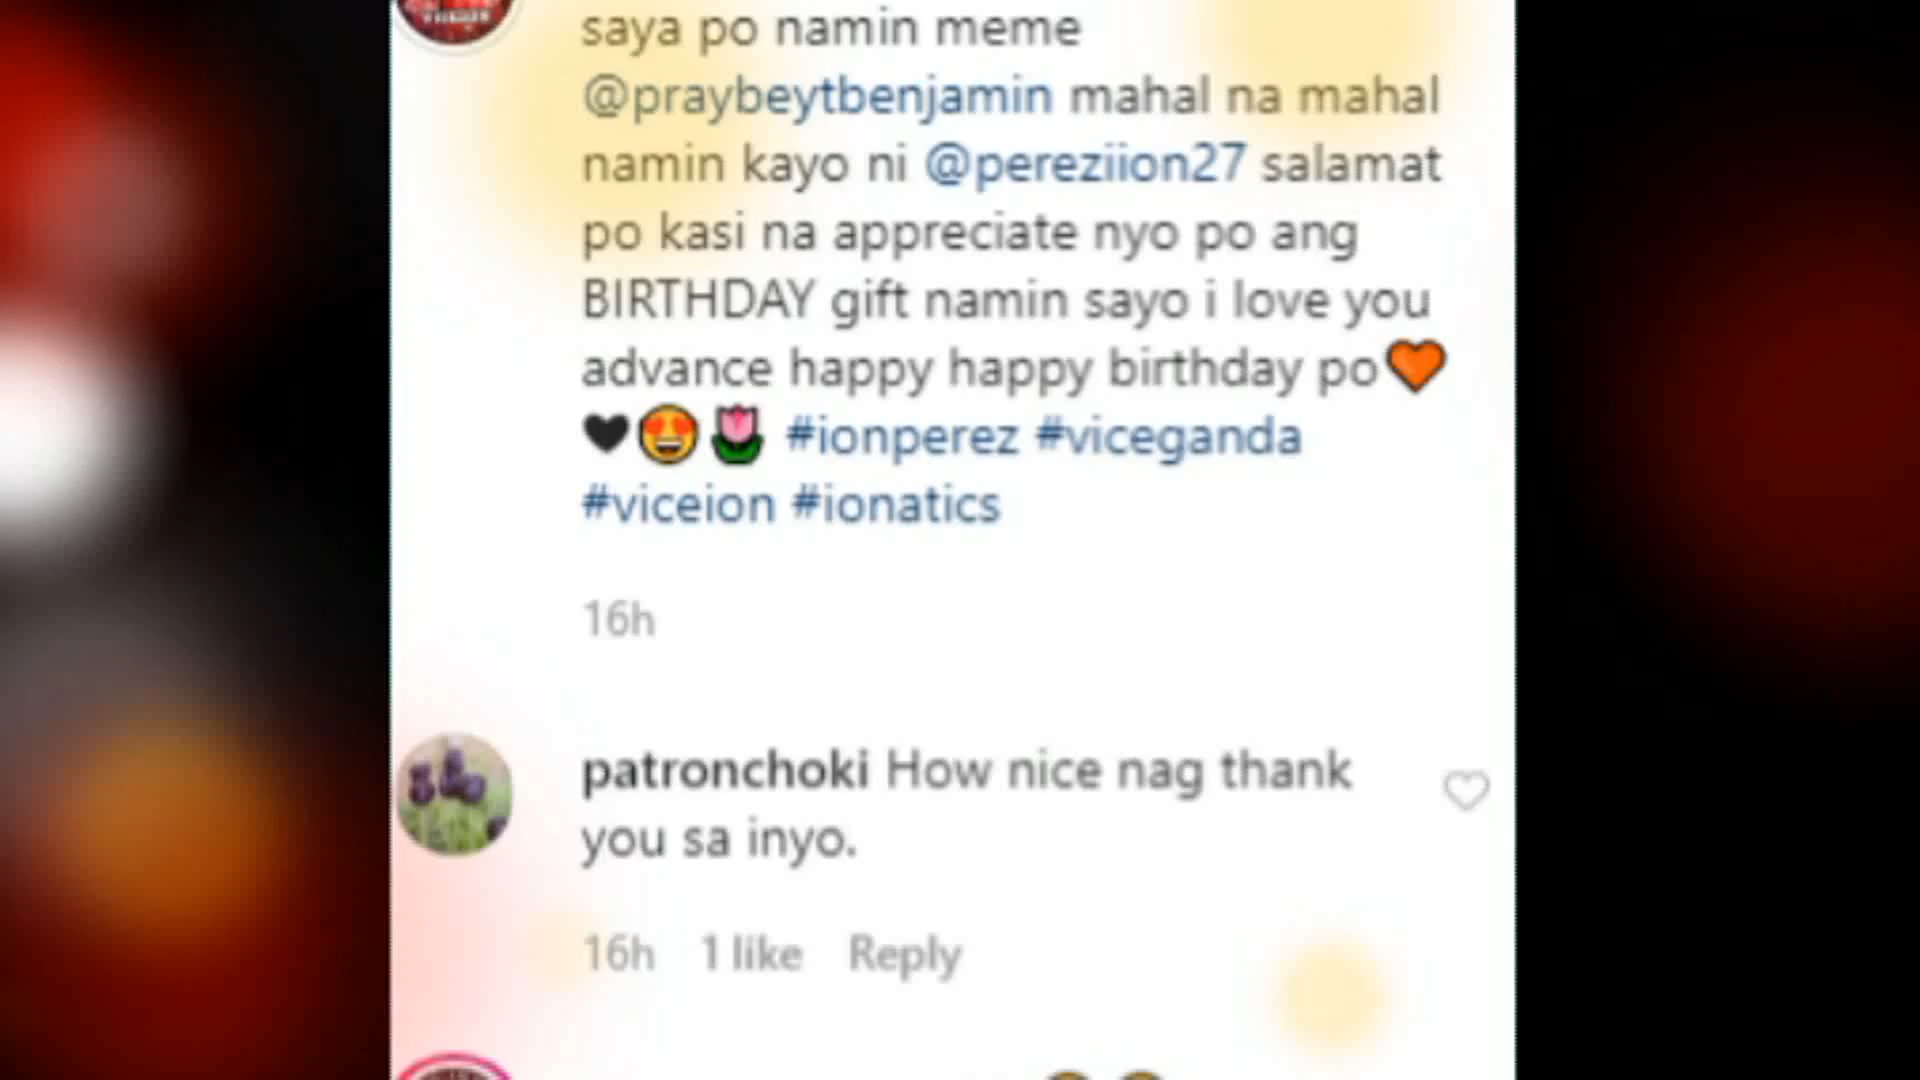 saya po namin meme
@praybeytbenjamin mahal na mahal
namin kayo ni @pereziion27 salamat
po kasi na appreciate nyo po ang
BIRTHDAY gift namin sayo i love you
advance happy happy birthday po🧡
🖤😍🌷 #ionperez #viceganda
#viceion #ionatics
16h
patronchoki How nice nag thank
you sa inyo.
16h 1 like Reply